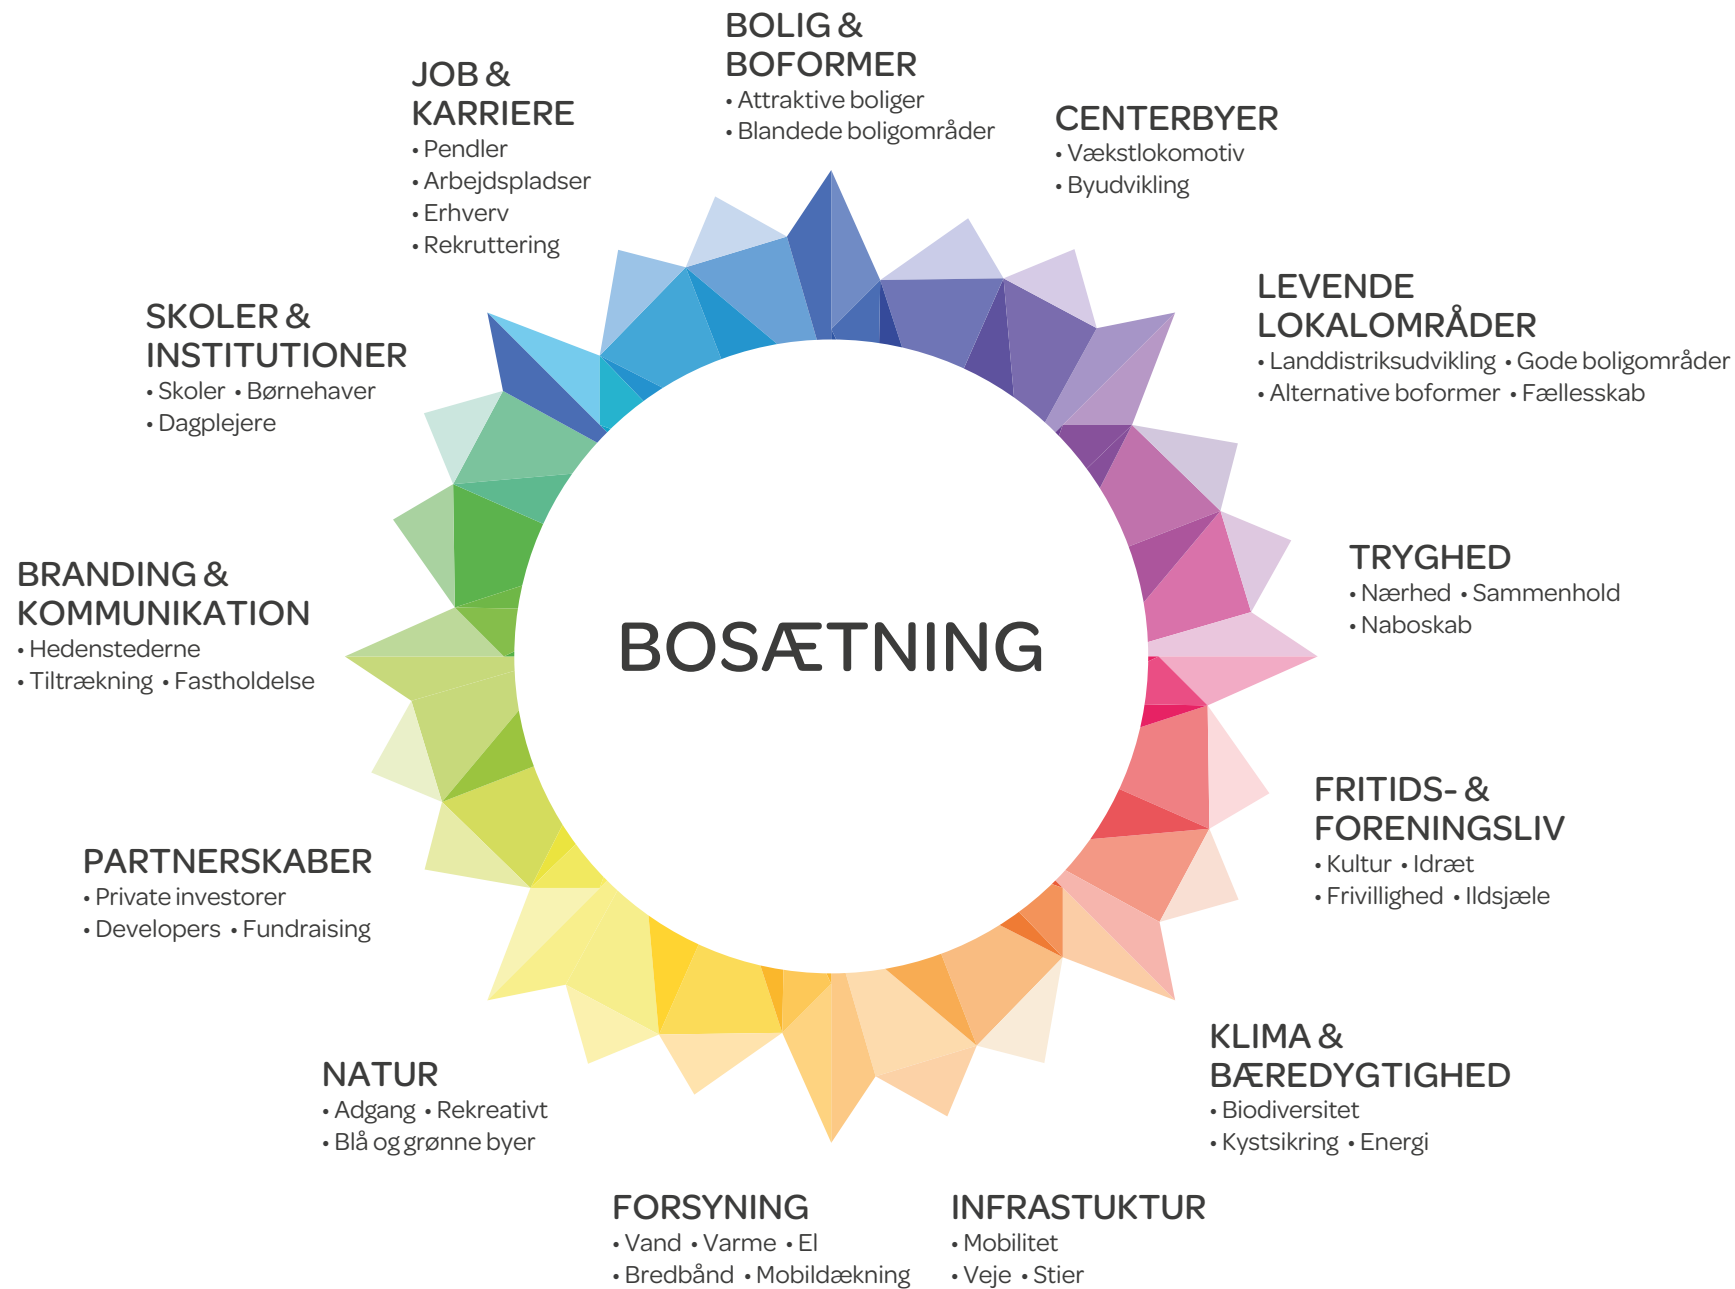 BOLIG &
BOFORMER
• Attraktive boliger
• Blandede boligområder
CENTERBYER
• Vækstlokomotiv
• Byudvikling
LEVENDE
LOKALOMRÅDER
• Landdistriksudvikling • Gode boligområder
• Alternative boformer • Fællesskab
TRYGHED
• Nærhed • Sammenhold
• Naboskab
FRITIDS- &
FORENINGSLIV
• Kultur • Idræt
• Frivillighed • Ildsjæle
KLIMA &
BÆREDYGTIGHED
• Biodiversitet
• Kystsikring • Energi
INFRASTUKTUR
• Mobilitet
• Veje • Stier
FORSYNING
• Vand • Varme • El
• Bredbånd • Mobildækning
NATUR
• Adgang • Rekreativt
• Blå og grønne byer
PARTNERSKABER
• Private investorer
• Developers • Fundraising
BRANDING &
KOMMUNIKATION
• Hedenstederne
• Tiltrækning • Fastholdelse
SKOLER &
INSTITUTIONER
• Skoler • Børnehaver
• Dagplejere
JOB &
KARRIERE
• Pendler
• Arbejdspladser
• Erhverv
• Rekruttering
BOSÆTNING